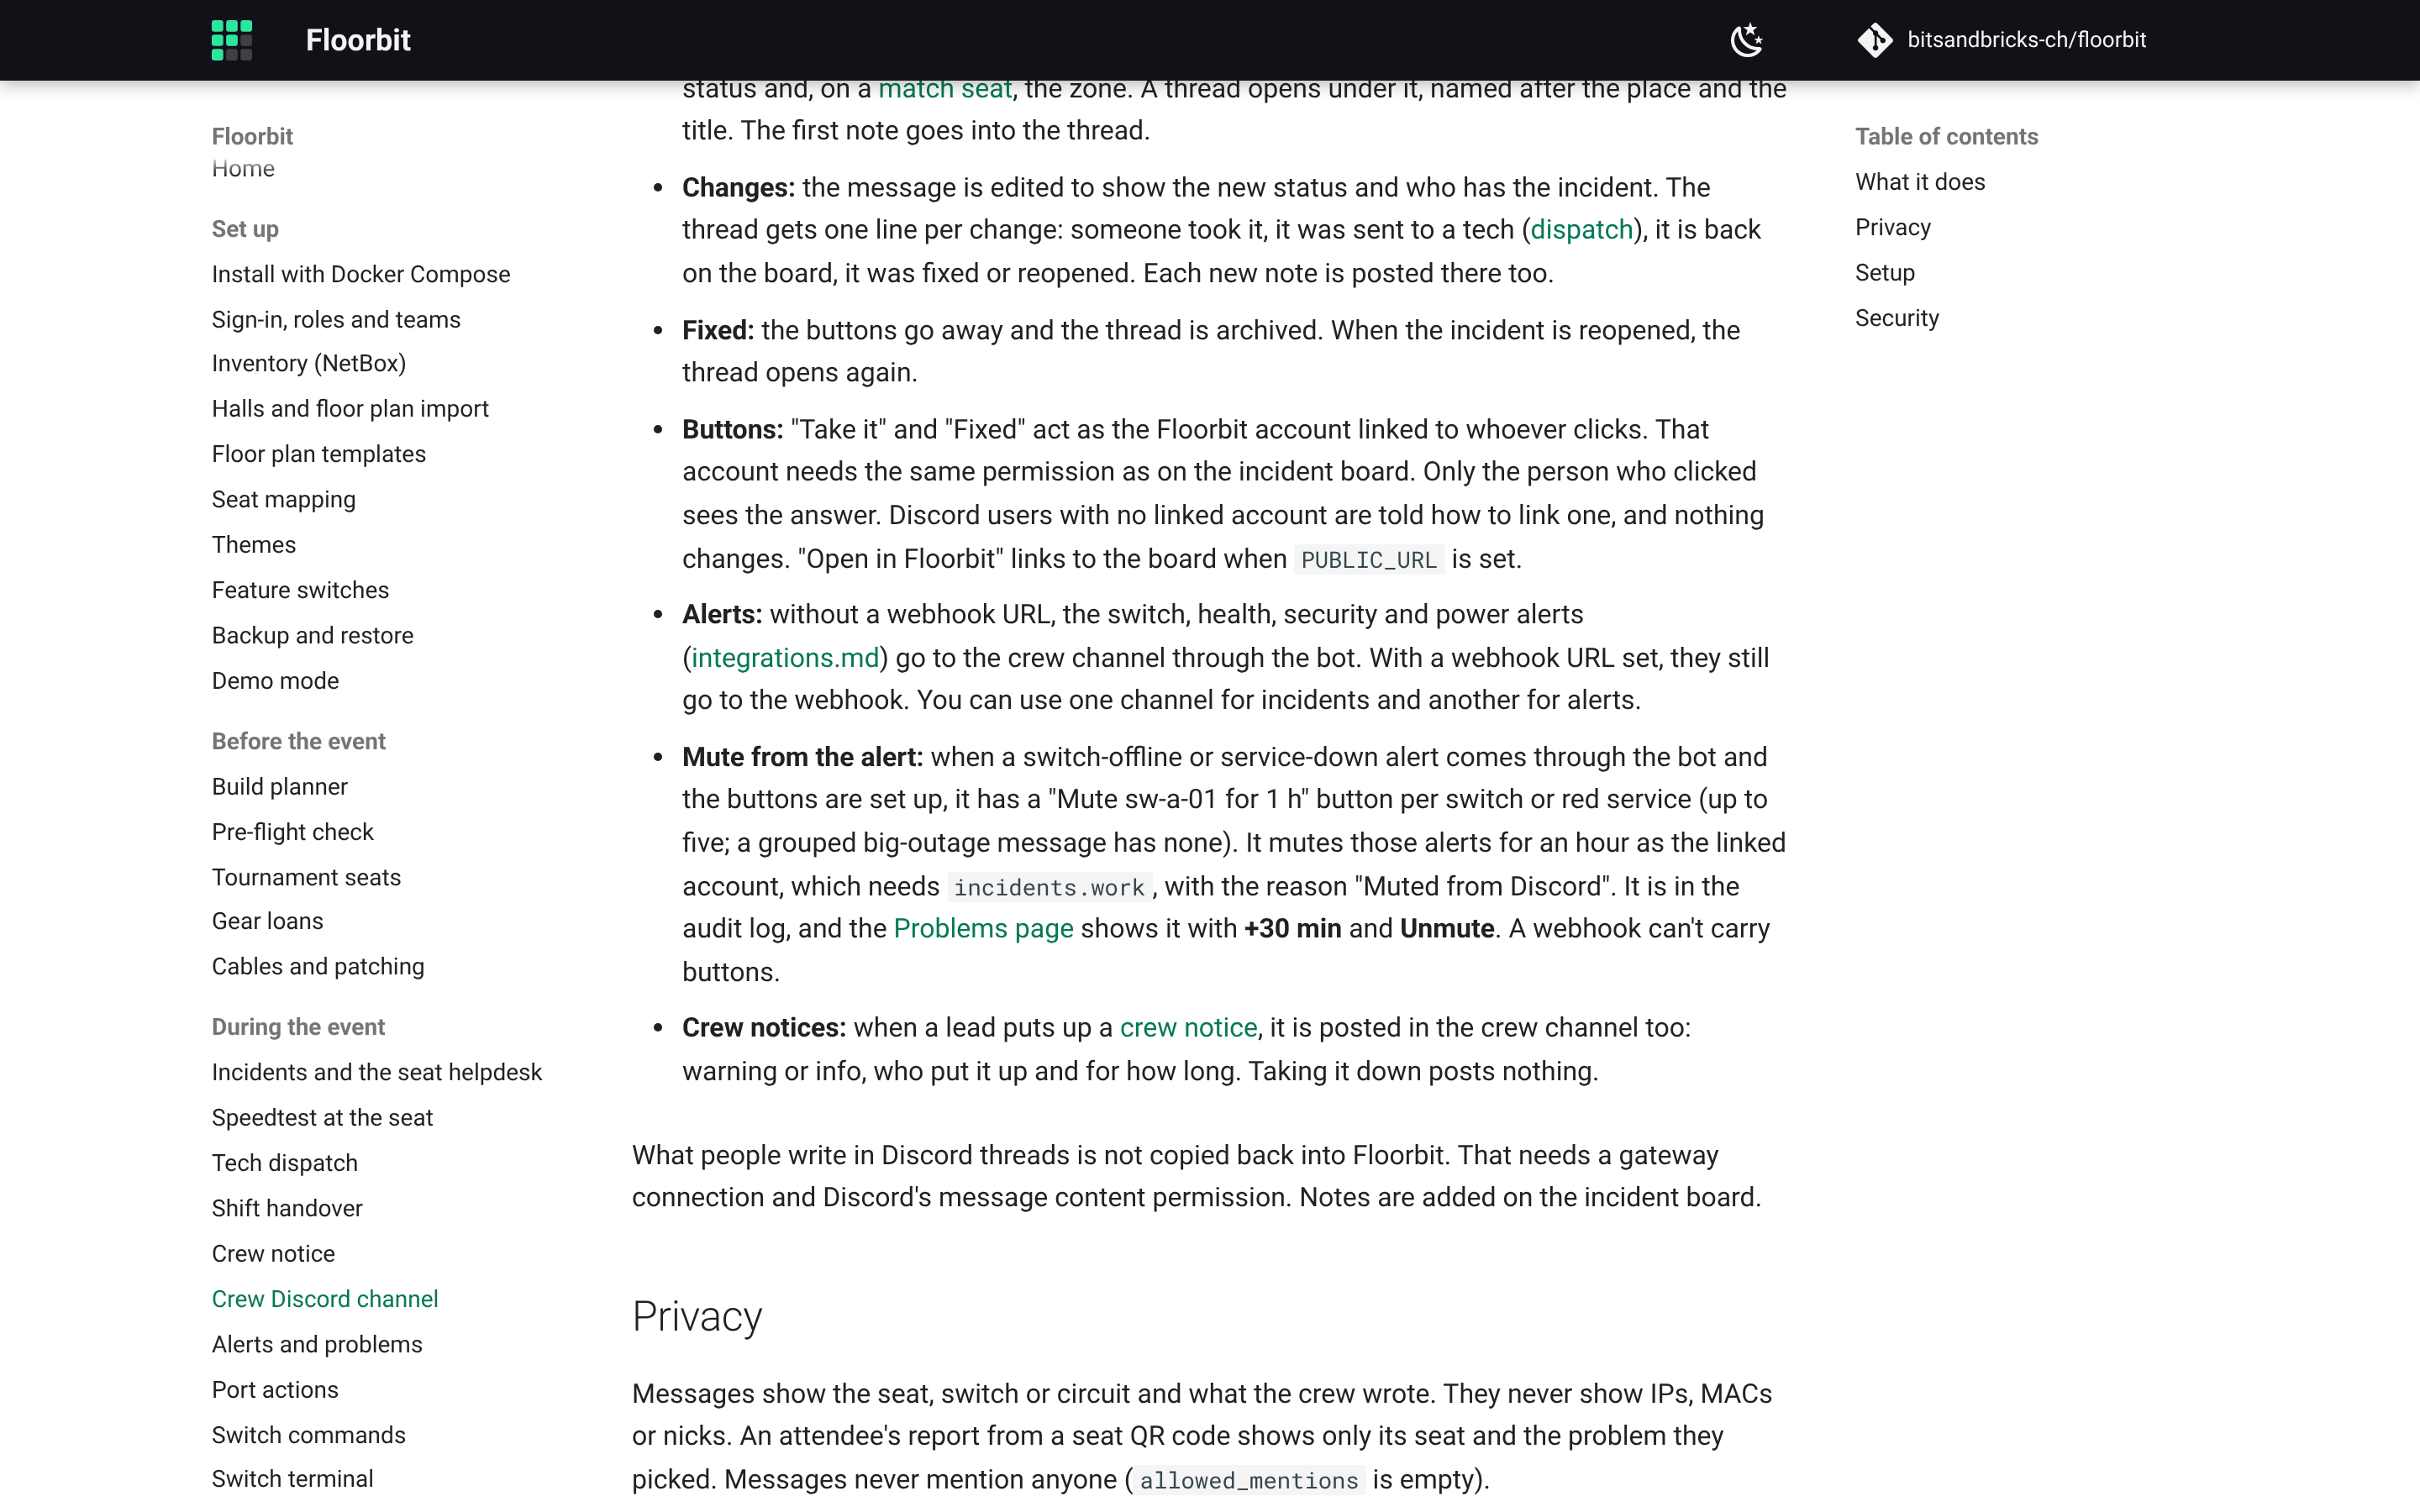 Floorbit
bitsandbricks-ch/floorbit
Floorbit
Home
Set up
Install with Docker Compose
Sign-in, roles and teams
Inventory (NetBox)
Halls and floor plan import
Floor plan templates
Seat mapping
Themes
Feature switches
Backup and restore
Demo mode
Before the event
Build planner
Pre-flight check
Tournament seats
Gear loans
Cables and patching
During the event
Incidents and the seat helpdesk
Speedtest at the seat
Tech dispatch
Shift handover
Crew notice
Crew Discord channel
Alerts and problems
Port actions
Switch commands
Switch terminal
status and, on a match seat, the zone. A thread opens under it, named after the place and the
title. The first note goes into the thread.
• Changes: the message is edited to show the new status and who has the incident. The
thread gets one line per change: someone took it, it was sent to a tech (dispatch), it is back
on the board, it was fixed or reopened. Each new note is posted there too.
• Fixed: the buttons go away and the thread is archived. When the incident is reopened, the
thread opens again.
• Buttons: "Take it" and "Fixed" act as the Floorbit account linked to whoever clicks. That
account needs the same permission as on the incident board. Only the person who clicked
sees the answer. Discord users with no linked account are told how to link one, and nothing
changes. "Open in Floorbit" links to the board when PUBLIC_URL is set.
• Alerts: without a webhook URL, the switch, health, security and power alerts
(integrations.md) go to the crew channel through the bot. With a webhook URL set, they still
go to the webhook. You can use one channel for incidents and another for alerts.
• Mute from the alert: when a switch-offline or service-down alert comes through the bot and
the buttons are set up, it has a "Mute sw-a-01 for 1 h" button per switch or red service (up to
five; a grouped big-outage message has none). It mutes those alerts for an hour as the linked
account, which needs incidents.work, with the reason "Muted from Discord". It is in the
audit log, and the Problems page shows it with +30 min and Unmute. A webhook can't carry
buttons.
• Crew notices: when a lead puts up a crew notice, it is posted in the crew channel too:
warning or info, who put it up and for how long. Taking it down posts nothing.
What people write in Discord threads is not copied back into Floorbit. That needs a gateway
connection and Discord's message content permission. Notes are added on the incident board.
Privacy
Messages show the seat, switch or circuit and what the crew wrote. They never show IPs, MACs
or nicks. An attendee's report from a seat QR code shows only its seat and the problem they
picked. Messages never mention anyone (allowed_mentions is empty).
Table of contents
What it does
Privacy
Setup
Security